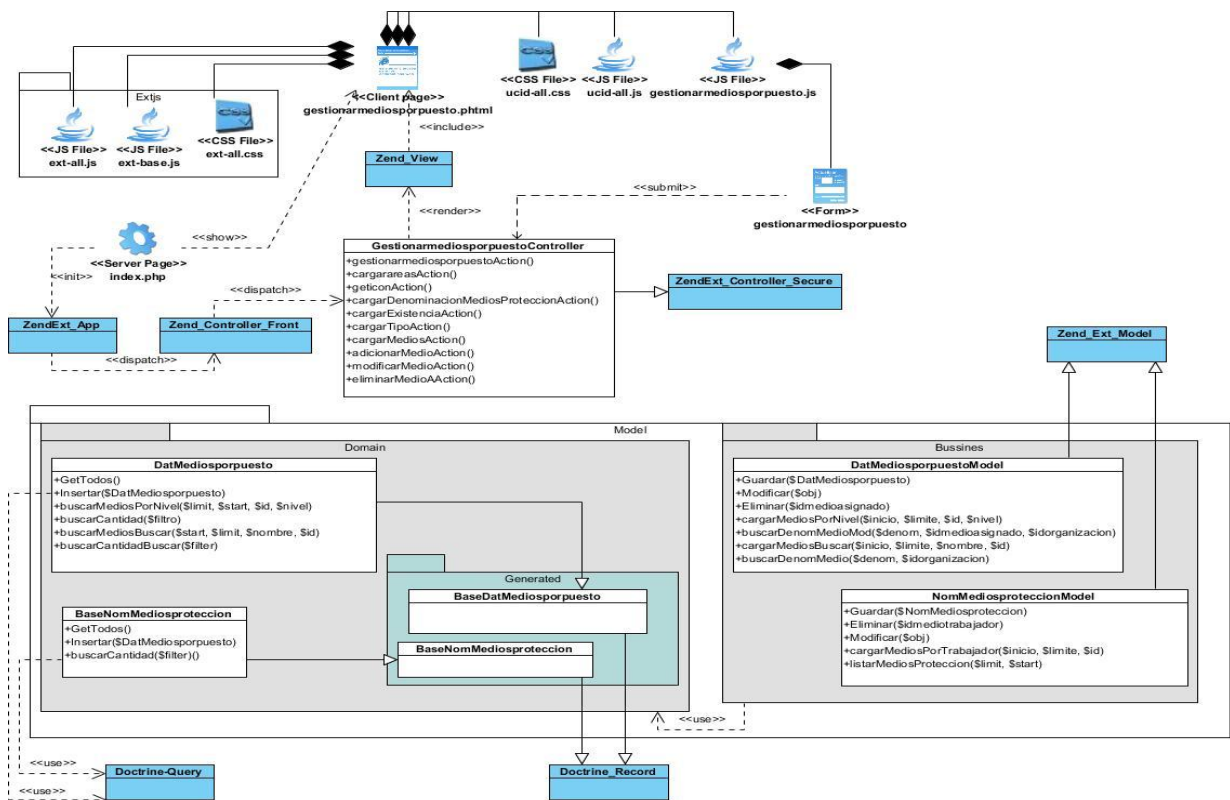 Extjs
<<JS File>>
ext-all.js
<<JS File>>
ext-base.js
<<CSS File>>
ext-all.css
<<Client page>>
gestionarmediosporpuesto.phtml
<<CSS File>>
ucid-all.css
<<JS File>>
ucid-all.js
<<JS File>>
gestionarmediosporpuesto.js
<<include>>
Zend_View
<<render>>
<<submit>>
<<Form>>
gestionarmediosporpuesto
<<show>>
<<Server Page>>
index.php
<<init>>
ZendExt_App
<<dispatch>>
Zend_Controller_Front
<<dispatch>>
GestionarmediosporpuestoController
+gestionarmediosporpuestoAction()
+cargarareasAction()
+geticonAction()
+cargarDenominacionMediosProteccionAction()
+cargarExistenciaAction()
+cargarTipoAction()
+cargarMediosAction()
+adicionarMedioAction()
+modificarMedioAction()
+eliminarMedioAAction()
ZendExt_Controller_Secure
Zend_Ext_Model
Model
Domain
DatMediosporpuesto
+GetTodos()
+Insertar($DatMediosporpuesto)
+buscarMediosPorNivel($limit, $start, $id, $nivel)
+buscarCantidad($filtro)
+buscarMediosBuscar($start, $limit, $nombre, $id)
+buscarCantidadBuscar($filter)
Generated
BaseDatMediosporpuesto
BaseNomMediosproteccion
BaseNomMediosproteccion
+GetTodos()
+Insertar($DatMediosporpuesto)
+buscarCantidad($filter)()
Bussines
DatMediosporpuestoModel
+Guardar($DatMediosporpuesto)
+Modificar($obj)
+Eliminar($idmedioasignado)
+cargarMediosPorNivel($inicio, $limite, $id, $nivel)
+buscarDenomMedioMod($denom, $idmedioasignado, $idorganizacion)
+cargarMediosBuscar($inicio, $limite, $nombre, $id)
+buscarDenomMedio($denom, $idorganizacion)
NomMediosproteccionModel
+Guardar($NomMediosproteccion)
+Eliminar($idmediotrabajador)
+Modificar($obj)
+cargarMediosPorTrabajador($inicio, $limite, $id)
+listarMediosProteccion($limit, $start)
<<use>>
<<use>>
<<use>>
Doctrine-Query
Doctrine_Record